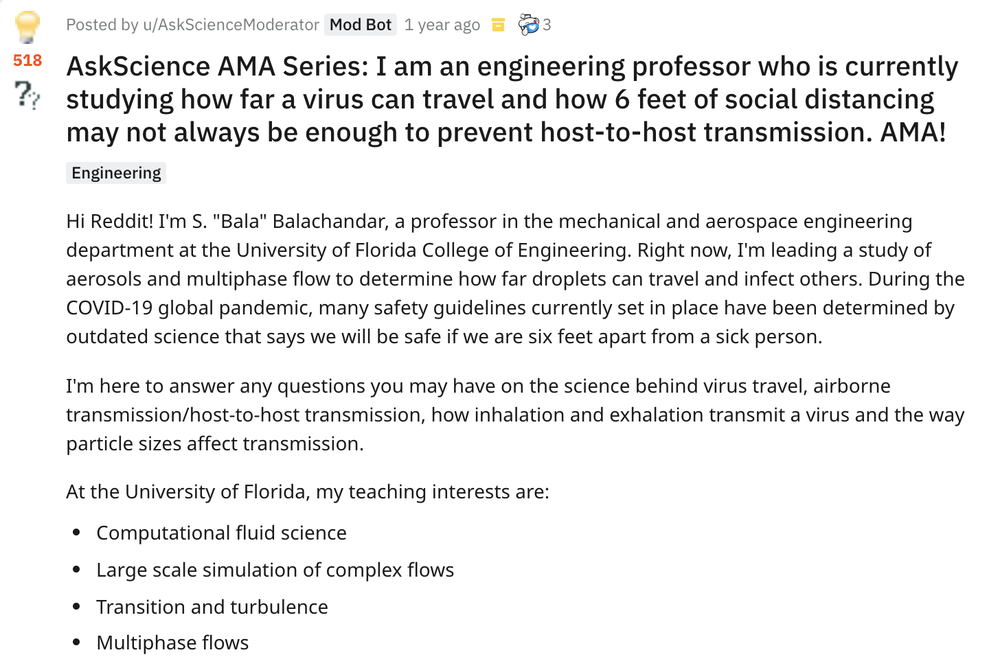 Posted by u/AskScienceModerator Mod Bot 1 year ago 3
518
AskScience AMA Series: I am an engineering professor who is currently
studying how far a virus can travel and how 6 feet of social distancing
may not always be enough to prevent host-to-host transmission. AMA!
Engineering
Hi Reddit! I'm S. "Bala" Balachandar, a professor in the mechanical and aerospace engineering
department at the University of Florida College of Engineering. Right now, I'm leading a study of
aerosols and multiphase flow to determine how far droplets can travel and infect others. During the
COVID-19 global pandemic, many safety guidelines currently set in place have been determined by
outdated science that says we will be safe if we are six feet apart from a sick person.
I'm here to answer any questions you may have on the science behind virus travel, airborne
transmission/host-to-host transmission, how inhalation and exhalation transmit a virus and the way
particle sizes affect transmission.
At the University of Florida, my teaching interests are:
• Computational fluid science
• Large scale simulation of complex flows
• Transition and turbulence
• Multiphase flows